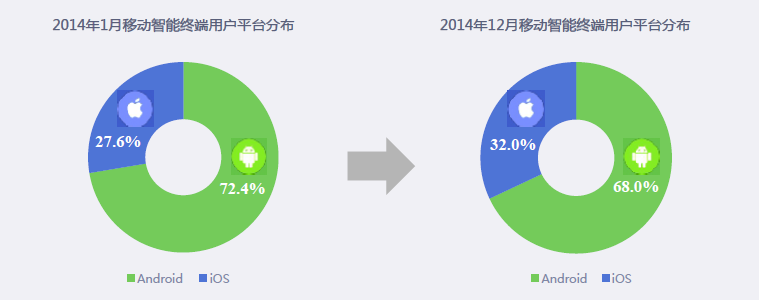 2014年1月移动智能终端用户平台分布
27.6%
72.4%
Android
iOS
2014年12月移动智能终端用户平台分布
32.0%
68.0%
Android
iOS